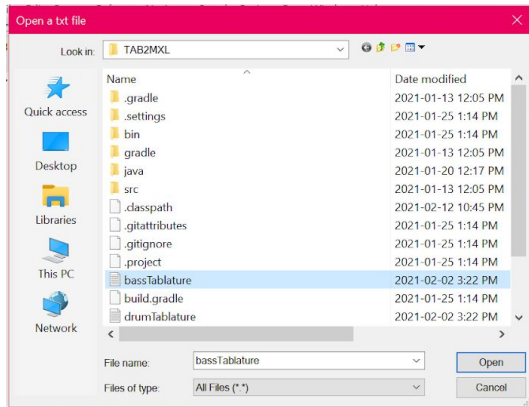 Open a txt file
Look in: TAB2MXL
Name Date modified
.gradle 2021-01-13 12:05 PM
.settings 2021-01-25 1:14 PM
bin 2021-01-25 1:14 PM
gradle 2021-01-13 12:05 PM
java 2021-01-20 12:17 PM
src 2021-01-13 12:05 PM
.classpath 2021-02-12 10:45 PM
.gitattributes 2021-01-25 1:14 PM
.gitignore 2021-01-25 1:14 PM
.project 2021-01-25 1:14 PM
bassTablature 2021-02-02 3:22 PM
build.gradle 2021-01-25 1:14 PM
drumTablature 2021-02-02 3:22 PM
Quick access
Desktop
Libraries
This PC
Network
File name: bassTablature Open
Files of type: All Files (*.*) Cancel